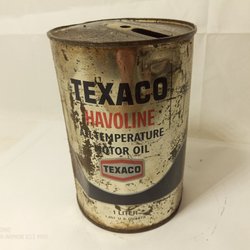 TEXACO
HAVOLINE
ALL TEMPERATURE
MOTOR OIL
TEXACO
1 LITER